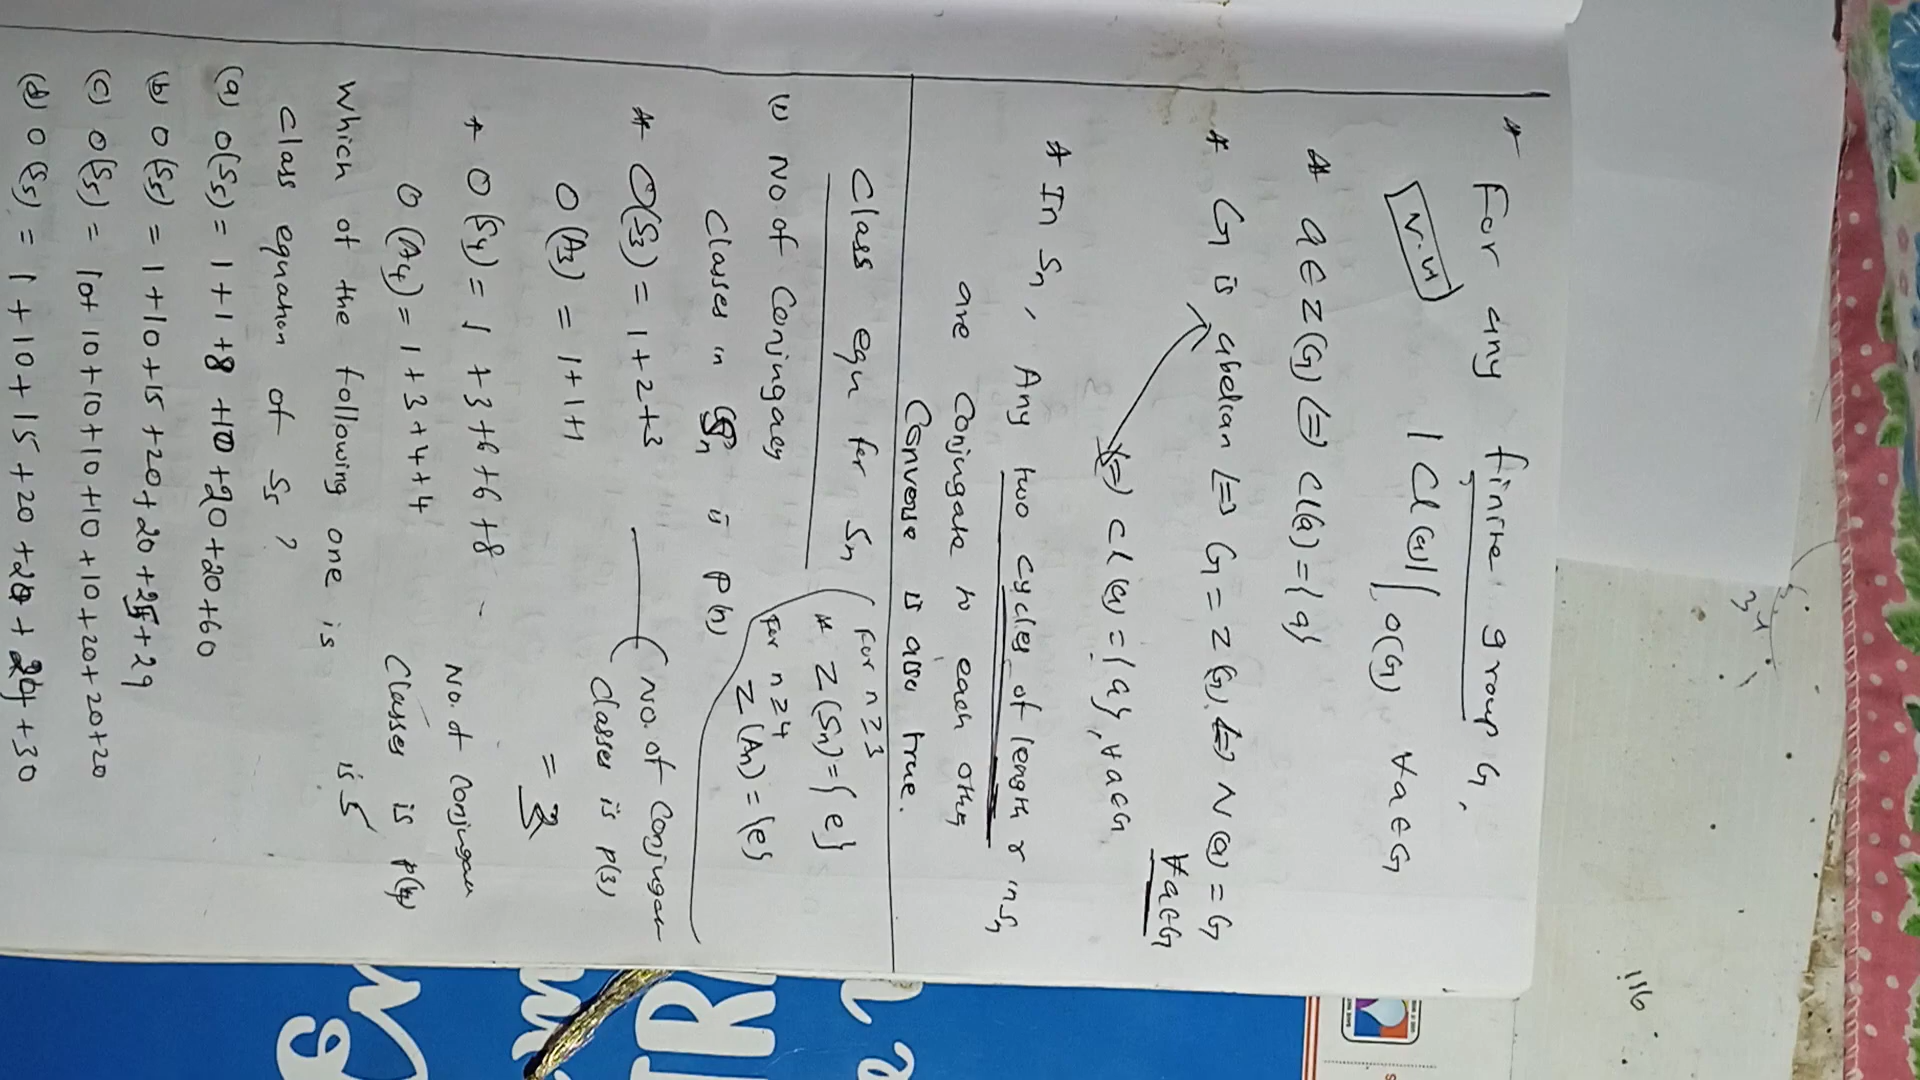 * For any finite group G,
V.V.I
|Cl(a)| | O(G), ∀a∈G
* a∈Z(G) ⇔ Cl(a)={a}
* G is abelian ⇔ G=Z(G) ⇔ N(a)=G ∀a∈G
⇔ Cl(a)={a}, ∀a∈G
* In Sn, Any two cycles of length r in Sn
are Conjugate to each other
Converse is also true.
Class equ for Sn
For n≥3
* Z(Sn)={e}
For n≥4
Z(An)={e}
(1) No of Conjugacy
Classes in Sn is P(n)
* O(S3) = 1+2+3
(No. of Conjugacy
Classes is P(3)
= 3
O(A3) = 1+1+1
* O(S4) = 1+3+6+6+8
O(A4) = 1+3+4+4
No. of Conjugacy
Classes is P(4)
is 5
Which of the following one is
Class equation of S5 ?
(a) O(S5) = 1+1+8+10+20+20+60
(b) O(S5) = 1+10+15+20+20+25+29
(c) O(S5) = 10+10+10+10+10+10+20+20+20
(d) O(S5) = 1+10+15+20+20+24+30